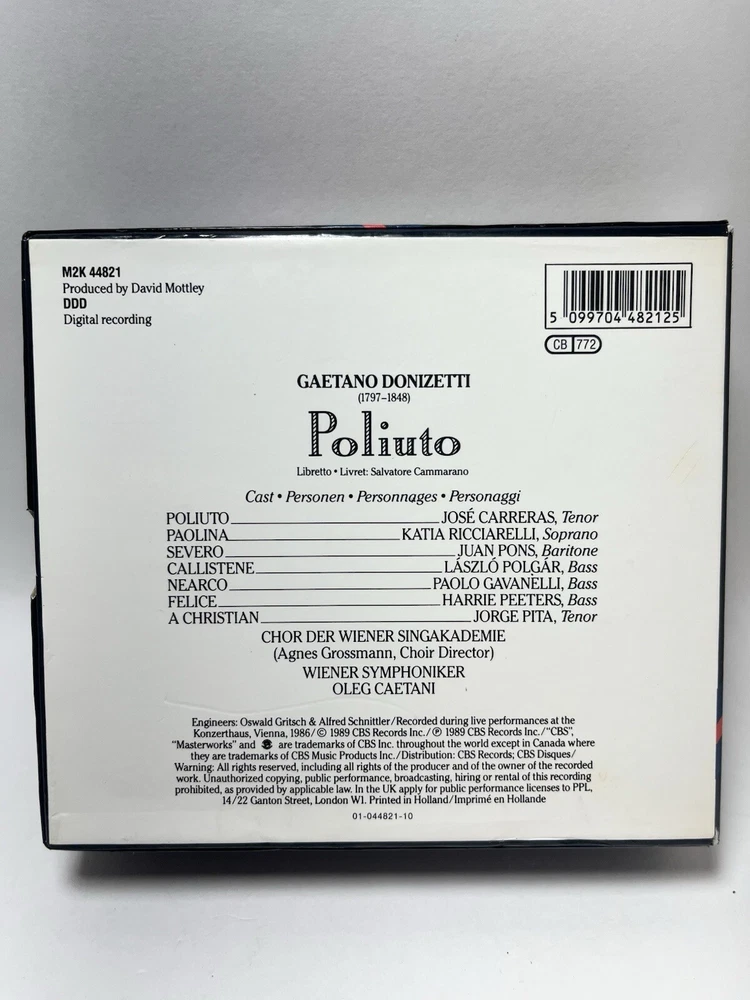 M2K 44821
Produced by David Mottley
DDD
Digital recording
5 099704 482125
CB 772
GAETANO DONIZETTI
(1797–1848)
Poliuto
Libretto • Livret: Salvatore Cammarano
Cast • Personen • Personnages • Personaggi
POLIUTO JOSÉ CARRERAS, Tenor
PAOLINA KATIA RICCIARELLI, Soprano
SEVERO JUAN PONS, Baritone
CALLISTENE LÁSZLÓ POLGÁR, Bass
NEARCO PAOLO GAVANELLI, Bass
FELICE HARRIE PEETERS, Bass
A CHRISTIAN JORGE PITA, Tenor
CHOR DER WIENER SINGAKADEMIE
(Agnes Grossmann, Choir Director)
WIENER SYMPHONIKER
OLEG CAETANI
Engineers: Oswald Gritsch & Alfred Schnittler/Recorded during live performances at the
Konzerthaus, Vienna, 1986/© 1989 CBS Records Inc./℗ 1989 CBS Records Inc./"CBS",
"Masterworks" and are trademarks of CBS Inc. throughout the world except in Canada where
they are trademarks of CBS Music Products Inc./Distribution: CBS Records; CBS Disques/
Warning: All rights reserved, including all rights of the producer and of the owner of the recorded
work. Unauthorized copying, public performance, broadcasting, hiring or rental of this recording
prohibited, as provided by applicable law. In the UK apply for public performance licenses to PPL,
14/22 Ganton Street, London W1. Printed in Holland/Imprimé en Hollande
01-044821-10